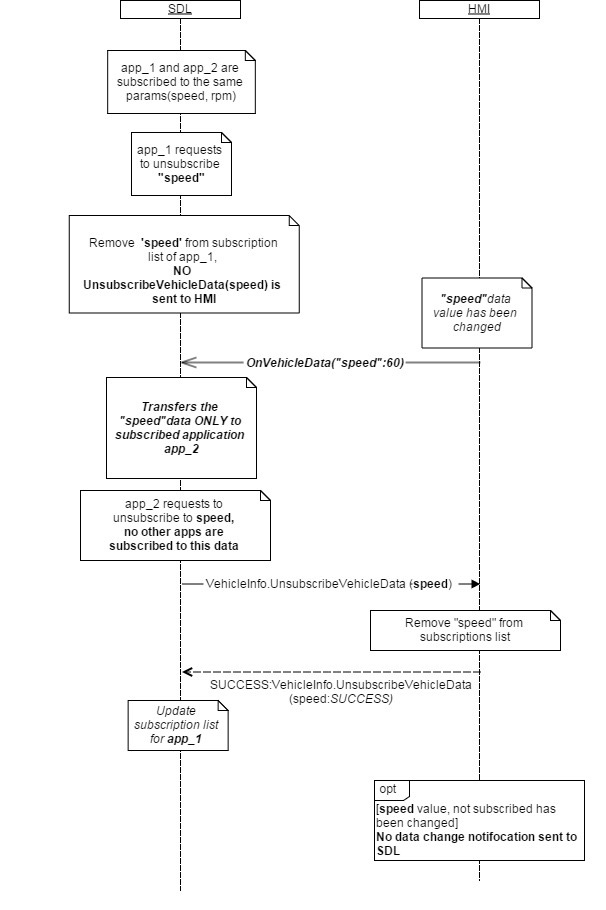 SDL
HMI
app_1 and app_2 are
subscribed to the same
params(speed, rpm)
app_1 requests
to unsubscribe
"speed"
Remove 'speed' from subscription
list of app_1,
NO
UnsubscribeVehicleData(speed) is
sent to HMI
"speed"data
value has been
changed
OnVehicleData("speed":60)
Transfers the
"speed"data ONLY to
subscribed application
app_2
app_2 requests to
unsubscribe to speed,
no other apps are
subscribed to this data
VehicleInfo.UnsubscribeVehicleData (speed)
Remove "speed" from
subscriptions list
SUCCESS:VehicleInfo.UnsubscribeVehicleData
(speed:SUCCESS)
Update
subscription list
for app_1
opt
[speed value, not subscribed has
been changed]
No data change notifocation sent to
SDL